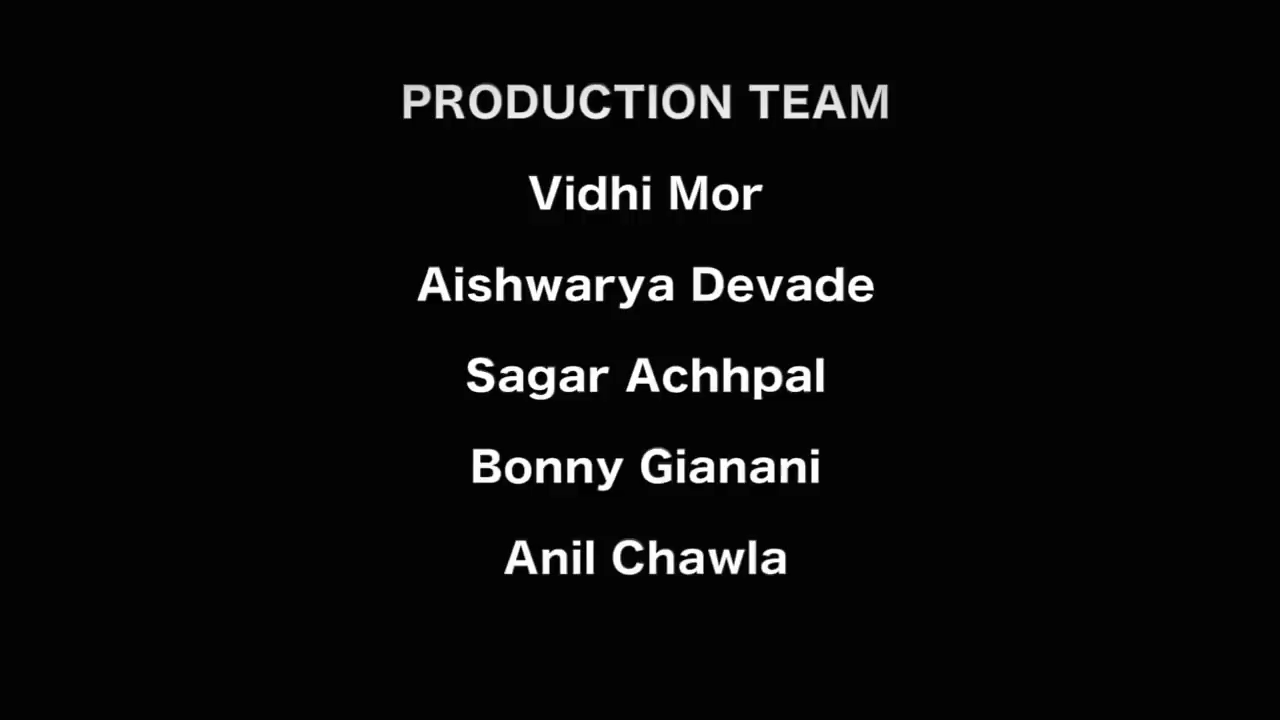 PRODUCTION TEAM
Vidhi Mor
Aishwarya Devade
Sagar Achhpal
Bonny Gianani
Anil Chawla